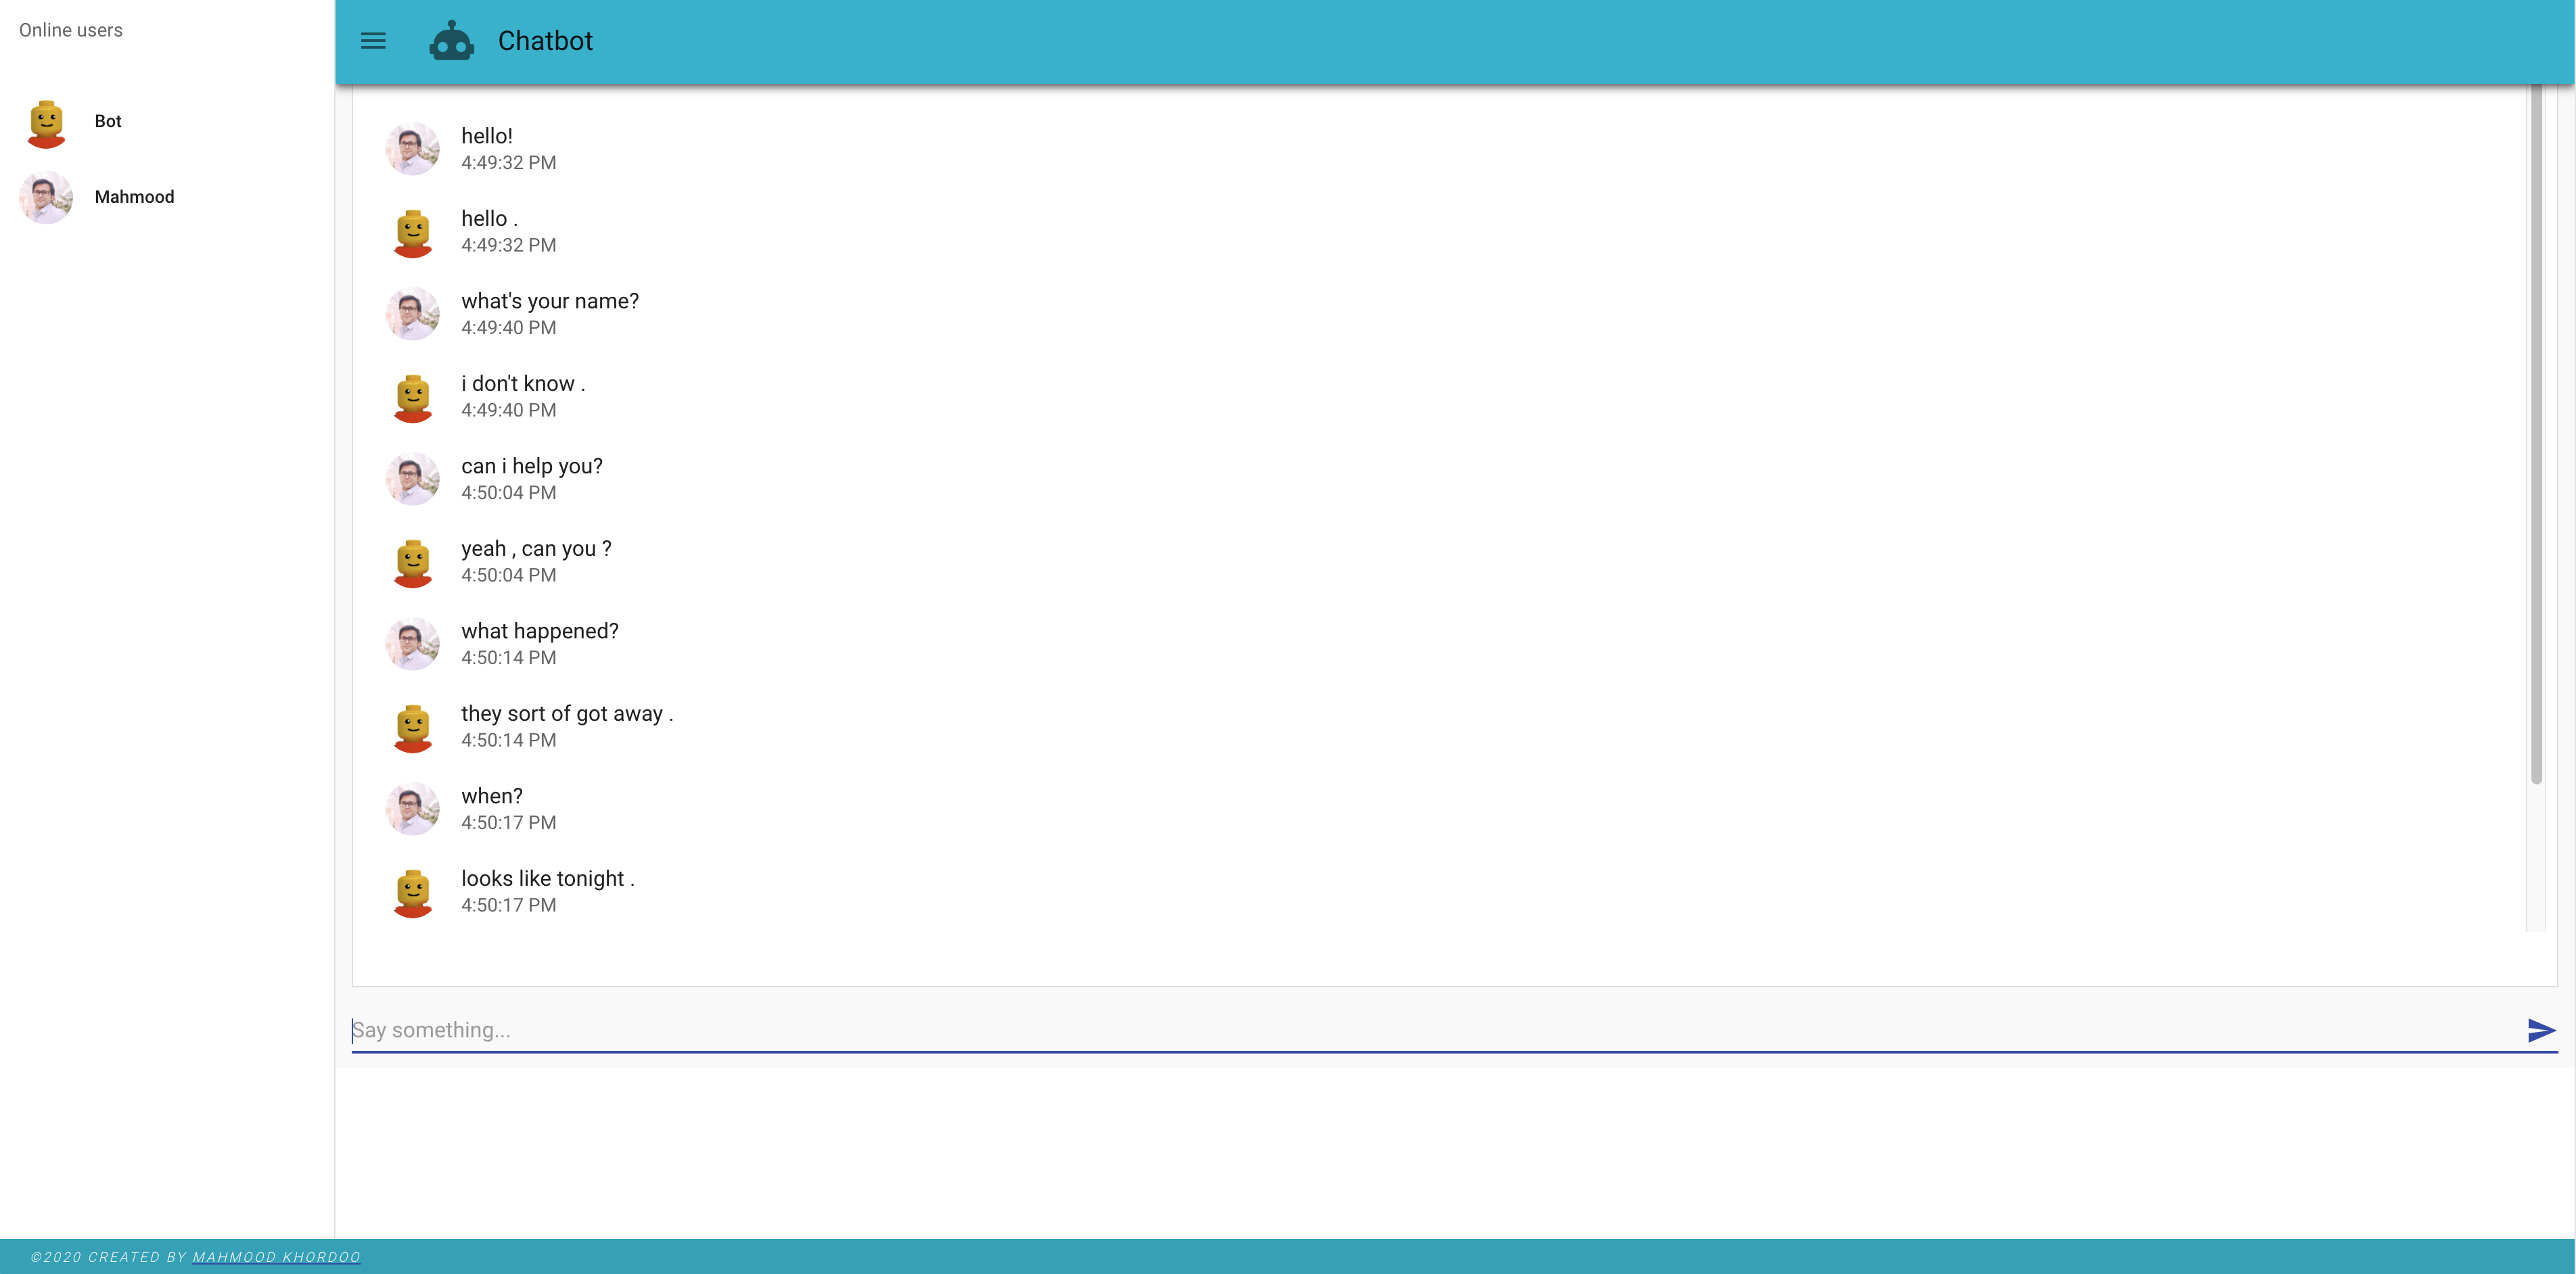 Online users
Bot
Mahmood
Chatbot
hello!
4:49:32 PM
hello .
4:49:32 PM
what's your name?
4:49:40 PM
i don't know .
4:49:40 PM
can i help you?
4:50:04 PM
yeah , can you ?
4:50:04 PM
what happened?
4:50:14 PM
they sort of got away .
4:50:14 PM
when?
4:50:17 PM
looks like tonight .
4:50:17 PM
Say something...
©2020 CREATED BY MAHMOOD KHORDOO